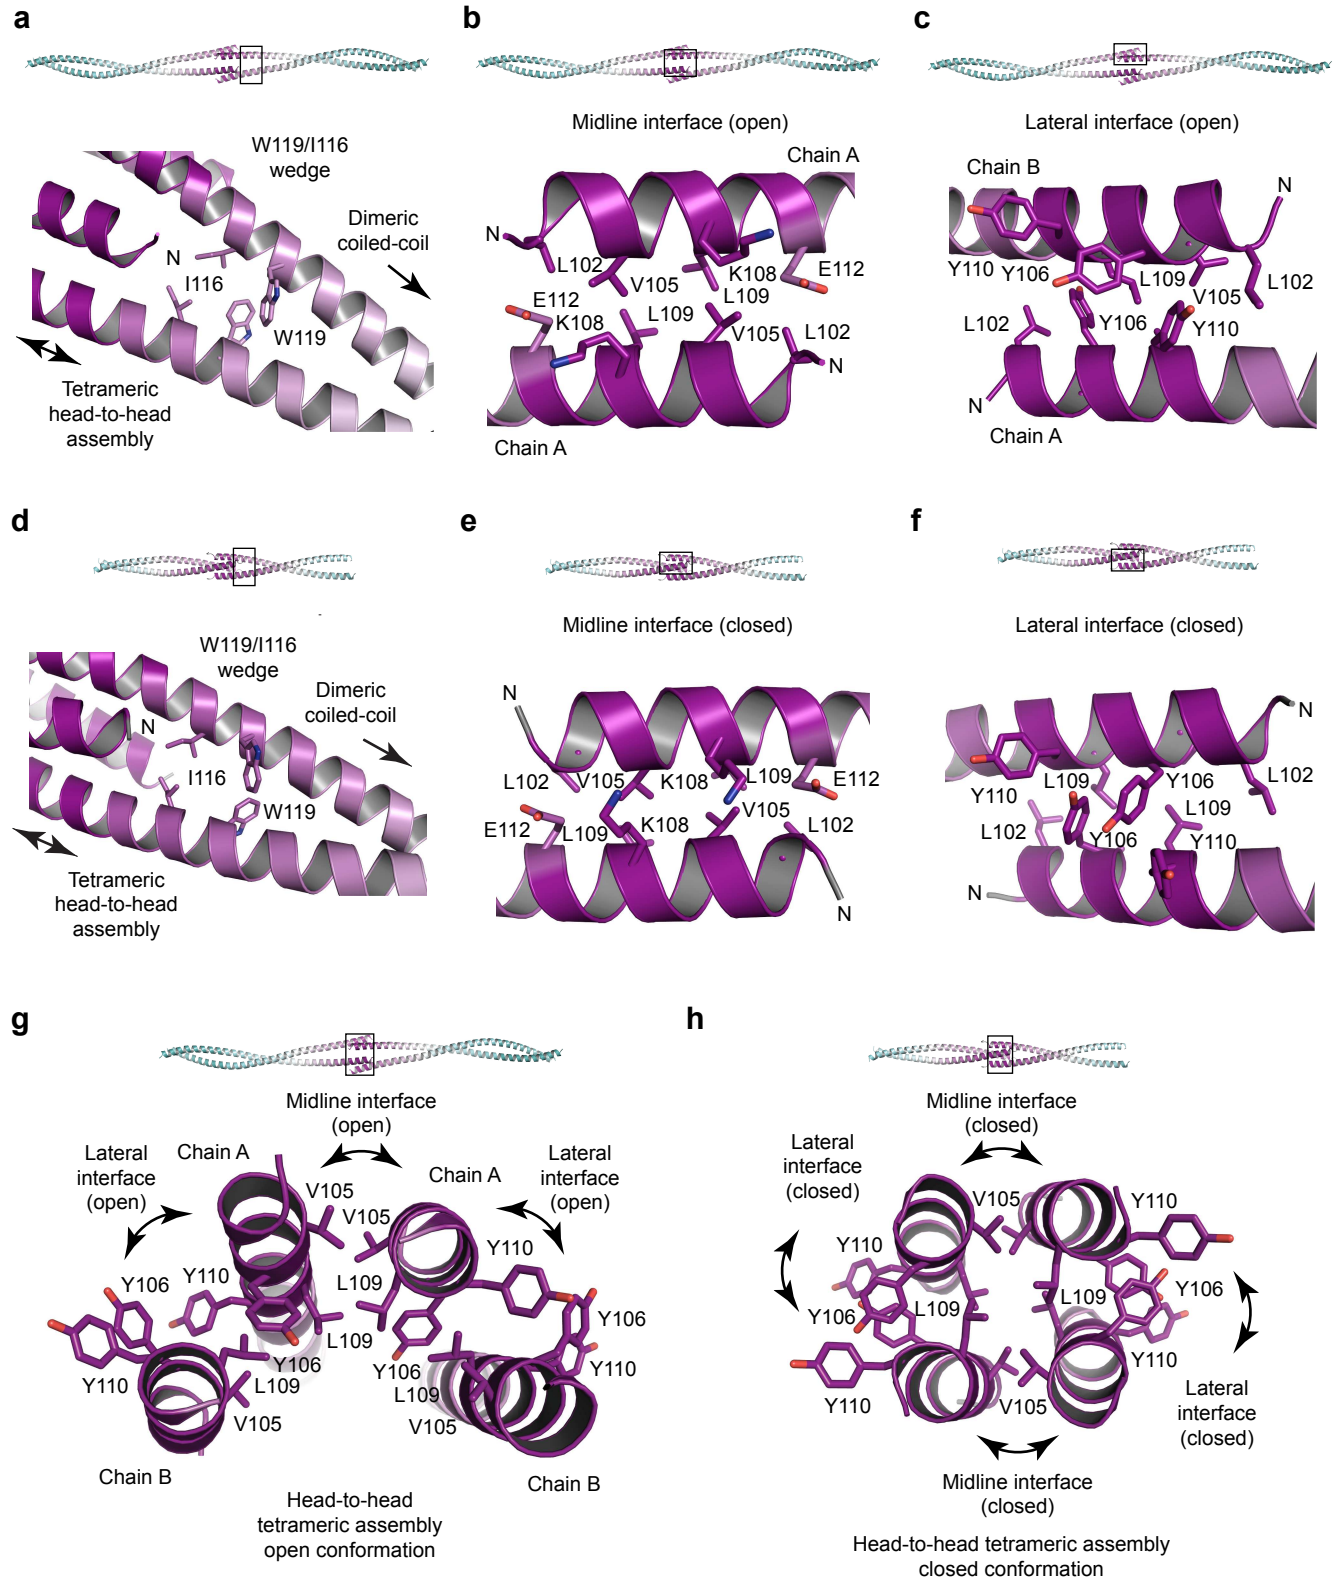 a
b
c
W119/I116
wedge
Dimeric
coiled-coil
N
I116
W119
Tetrameric
head-to-head
assembly
Midline interface (open)
Chain A
N
L102
V105
K108
E112
L109
E112
K108
L109
V105
L102
N
Chain A
Lateral interface (open)
Chain B
N
Y110
Y106
L109
V105
L102
L102
Y106
Y110
N
Chain A
d
e
f
W119/I116
wedge
Dimeric
coiled-coil
N
I116
W119
Tetrameric
head-to-head
assembly
Midline interface (closed)
N
L102
V105
K108
L109
E112
E112
L109
K108
V105
L102
N
Lateral interface (closed)
N
Y110
L109
Y106
L102
L102
Y106
L109
Y110
N
g
h
Midline interface
(open)
Lateral
interface
(open)
Chain A
Chain A
Lateral
interface
(open)
V105
V105
Y110
Y106
Y110
L109
L109
Y106
Y110
Y106
L109
V105
Y106
L109
V105
Y110
Chain B
Chain B
Head-to-head
tetrameric assembly
open conformation
Midline interface
(closed)
Lateral
interface
(closed)
V105
Y110
Y110
Y106
L109
L109
Y106
Y110
V105
Y110
Lateral
interface
(closed)
Midline interface
(closed)
Head-to-head tetrameric assembly
closed conformation